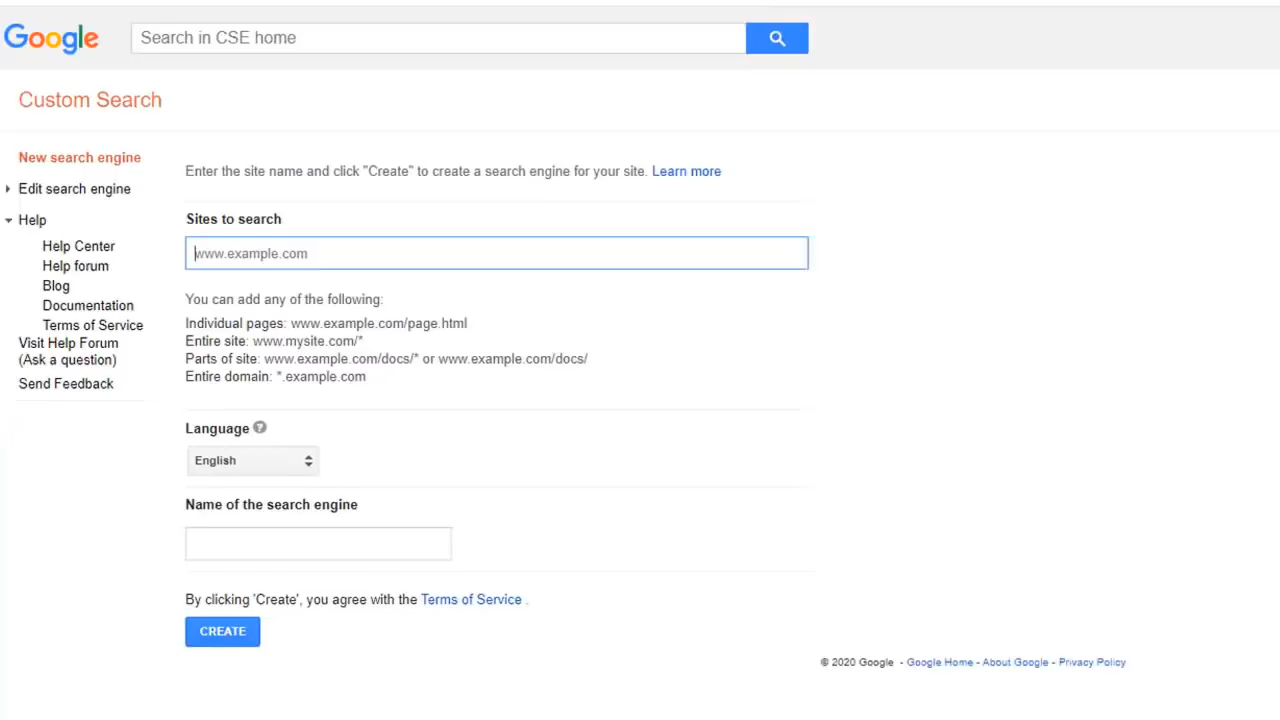 Google
Search in CSE home
Custom Search
New search engine
Edit search engine
Help
Help Center
Help forum
Blog
Documentation
Terms of Service
Visit Help Forum
(Ask a question)
Send Feedback
Enter the site name and click "Create" to create a search engine for your site. Learn more
Sites to search
www.example.com
You can add any of the following:
Individual pages: www.example.com/page.html
Entire site: www.mysite.com/*
Parts of site: www.example.com/docs/* or www.example.com/docs/
Entire domain: *.example.com
Language ?
English
Name of the search engine
By clicking 'Create', you agree with the Terms of Service .
CREATE
© 2020 Google - Google Home - About Google - Privacy Policy